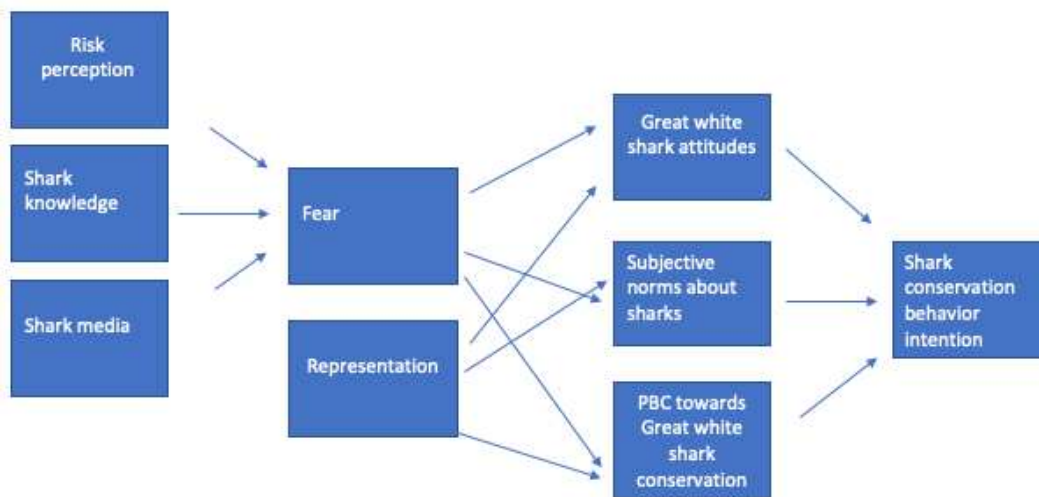 Risk
perception
Shark
knowledge
Shark media
Fear
Representation
Great white
shark attitudes
Subjective
norms about
sharks
PBC towards
Great white
shark
conservation
Shark
conservation
behavior
intention